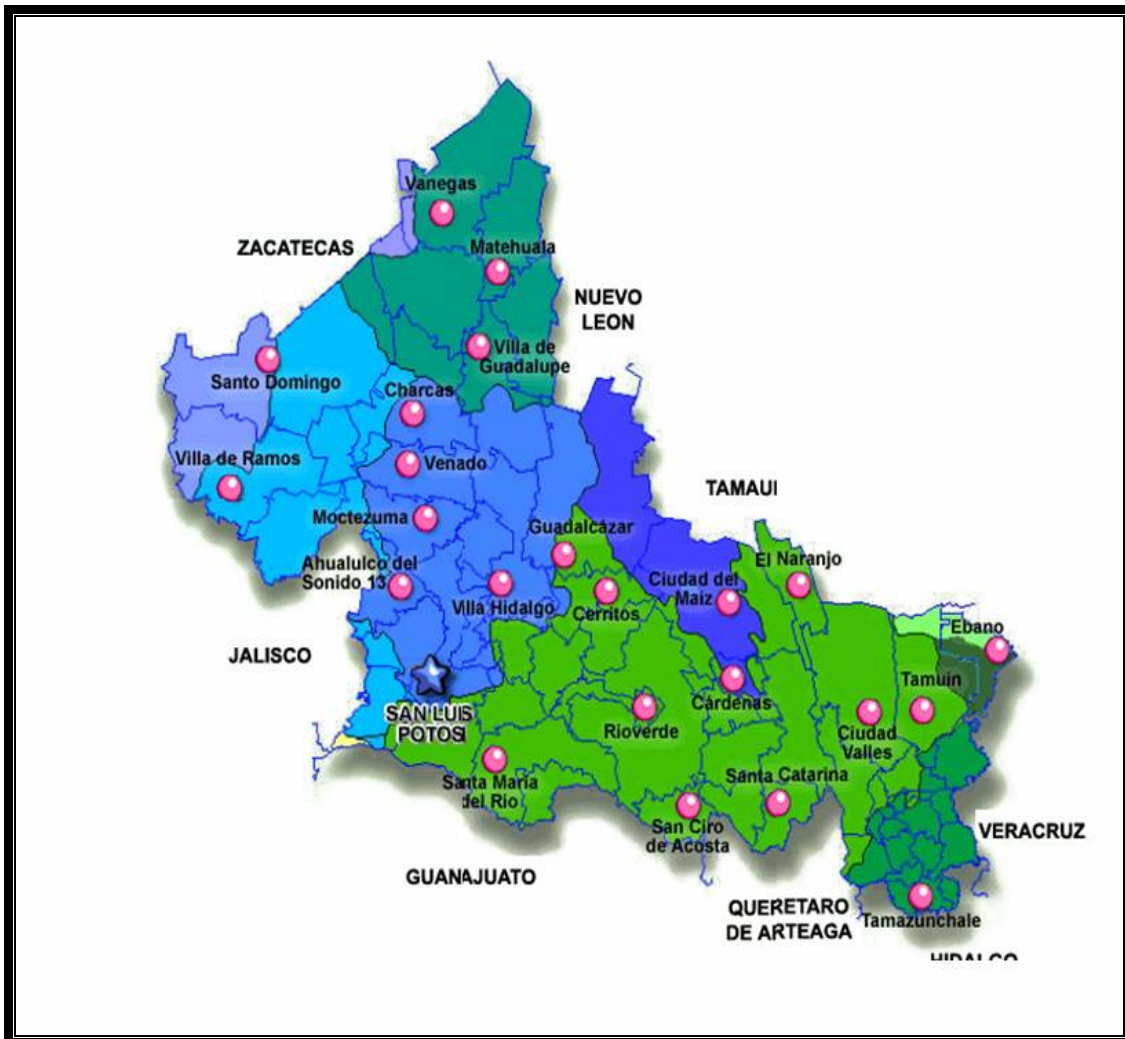 Vanegas
ZACATECAS
Matehuala
NUEVO
LEON
Villa de
Guadalupe
Santo Domingo
Charcas
Villa de Ramos
Venado
TAMAUI
Moctezuma
Guadalcázar
Ahualulco del
Sonido 13
El Naranjo
Ciudad del
Maíz
Villa Hidalgo
Cerritos
Ebano
JALISCO
Tamuin
Cárdenas
SAN LUIS
POTOSI
Rioverde
Ciudad
Valles
Santa María
del Rio
Santa Catarina
San Ciro
de Acosta
VERACRUZ
GUANAJUATO
QUERETARO
DE ARTEAGA
Tamazunchale